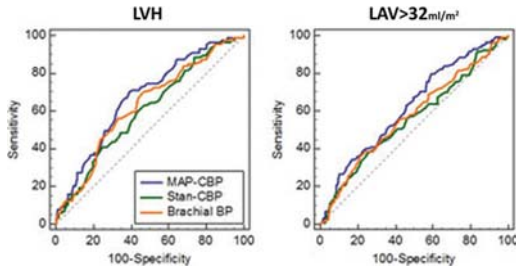 LVH
100
80
60
40
20
0
Sensitivity
MAP-CBP
Stan-CBP
Brachial BP
0 20 40 60 80 100
100-Specificity
LAV>32ml/m²
100
80
60
40
20
0
Sensitivity
0 20 40 60 80 100
100-Specificity